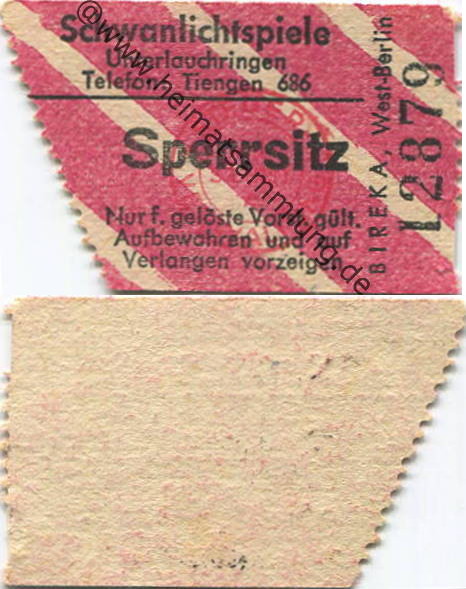 Schwanlichtspiele
Unterlauchringen
Telefon: Tiengen 686
Sperrsitz
Nur f. gelöste Vorst. gült.
Aufbewahren und auf
Verlangen vorzeigen.
BIREKA, West-Berlin
12879
@www.heimatsammlung.de